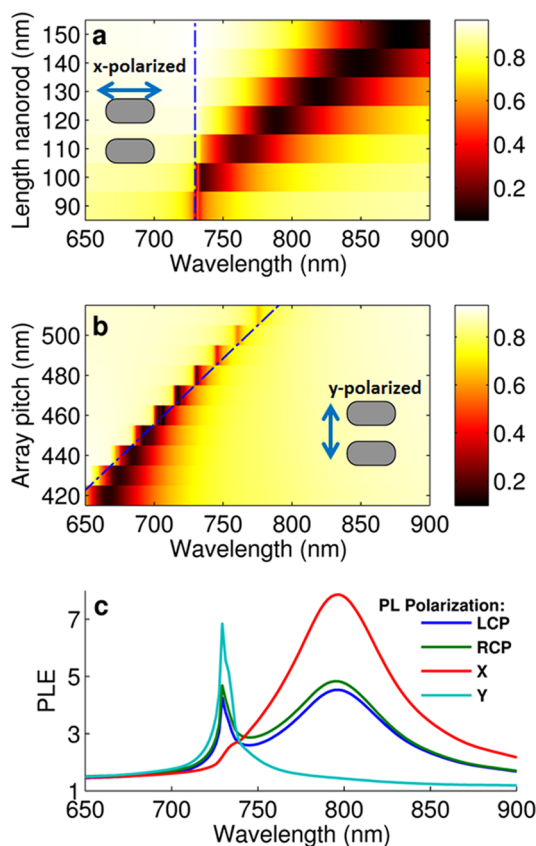 a
x-polarized
Length nanorod (nm)
150
140
130
120
110
100
90
650 700 750 800 850 900
Wavelength (nm)
0.8
0.6
0.4
0.2
b
y-polarized
Array pitch (nm)
500
480
460
440
420
650 700 750 800 850 900
Wavelength (nm)
0.8
0.6
0.4
0.2
c
PL Polarization:
LCP
RCP
X
Y
PLE
7
5
3
1
650 700 750 800 850 900
Wavelength (nm)